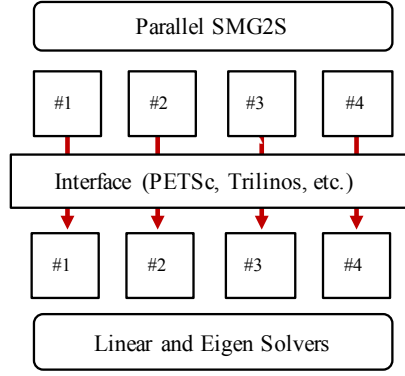 Parallel SMG2S
#1 #2 #3 #4
Interface (PETSc, Trilinos, etc.)
#1 #2 #3 #4
Linear and Eigen Solvers